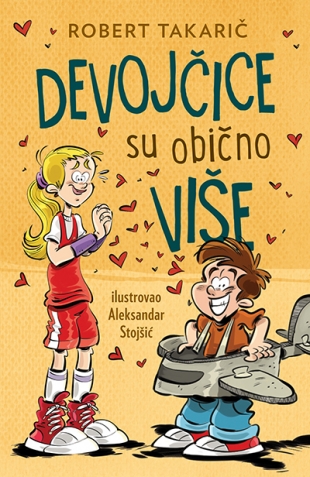 ROBERT TAKARIČ
DEVOJČICE
su obično
VIŠE
ilustrovao
Aleksandar
Stojšić